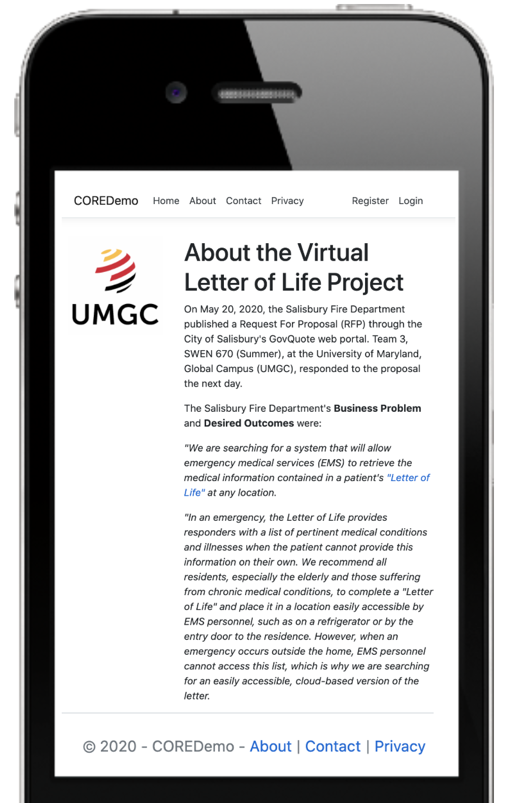 COREDemo Home About Contact Privacy Register Login
UMGC
About the Virtual
Letter of Life Project
On May 20, 2020, the Salisbury Fire Department
published a Request For Proposal (RFP) through the
City of Salisbury's GovQuote web portal. Team 3,
SWEN 670 (Summer), at the University of Maryland,
Global Campus (UMGC), responded to the proposal
the next day.
The Salisbury Fire Department's Business Problem
and Desired Outcomes were:
"We are searching for a system that will allow
emergency medical services (EMS) to retrieve the
medical information contained in a patient's "Letter of
Life" at any location.
"In an emergency, the Letter of Life provides
responders with a list of pertinent medical conditions
and illnesses when the patient cannot provide this
information on their own. We recommend all
residents, especially the elderly and those suffering
from chronic medical conditions, to complete a "Letter
of Life" and place it in a location easily accessible by
EMS personnel, such as on a refrigerator or by the
entry door to the residence. However, when an
emergency occurs outside the home, EMS personnel
cannot access this list, which is why we are searching
for an easily accessible, cloud-based version of the
letter.
© 2020 - COREDemo - About | Contact | Privacy